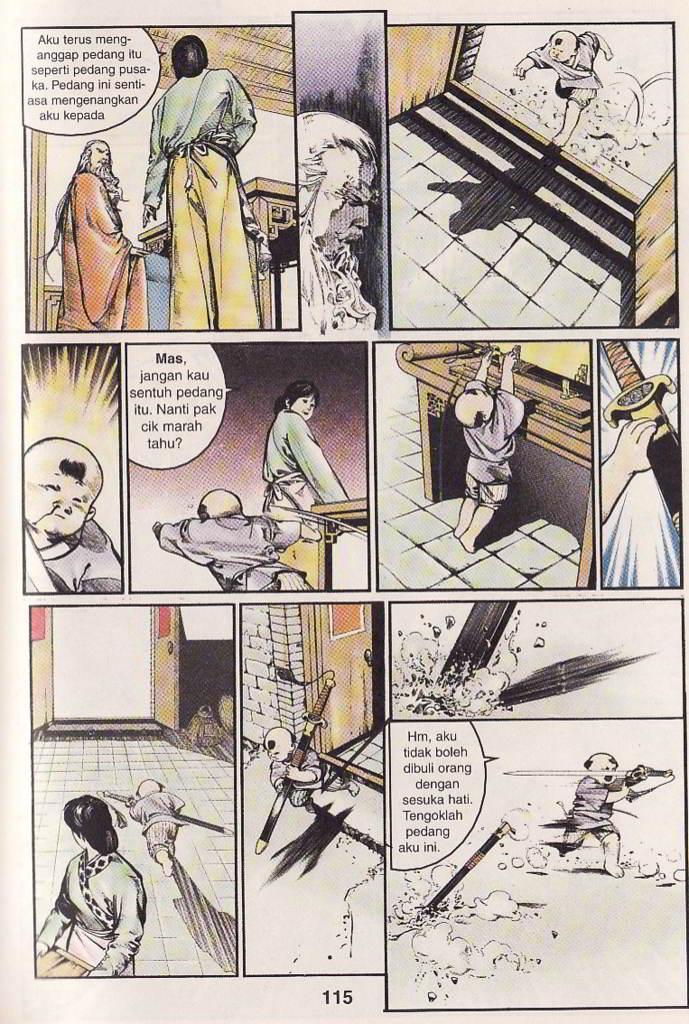 Aku terus meng-
anggap pedang itu
seperti pedang pusa-
ka. Pedang ini senti-
asa mengenangkan
aku kepada
Mas,
jangan kau
sentuh pedang
itu. Nanti pak
cik marah
tahu?
Hm, aku
tidak boleh
dibuli orang
dengan
sesuka hati.
Tengoklah
pedang
aku ini.
115